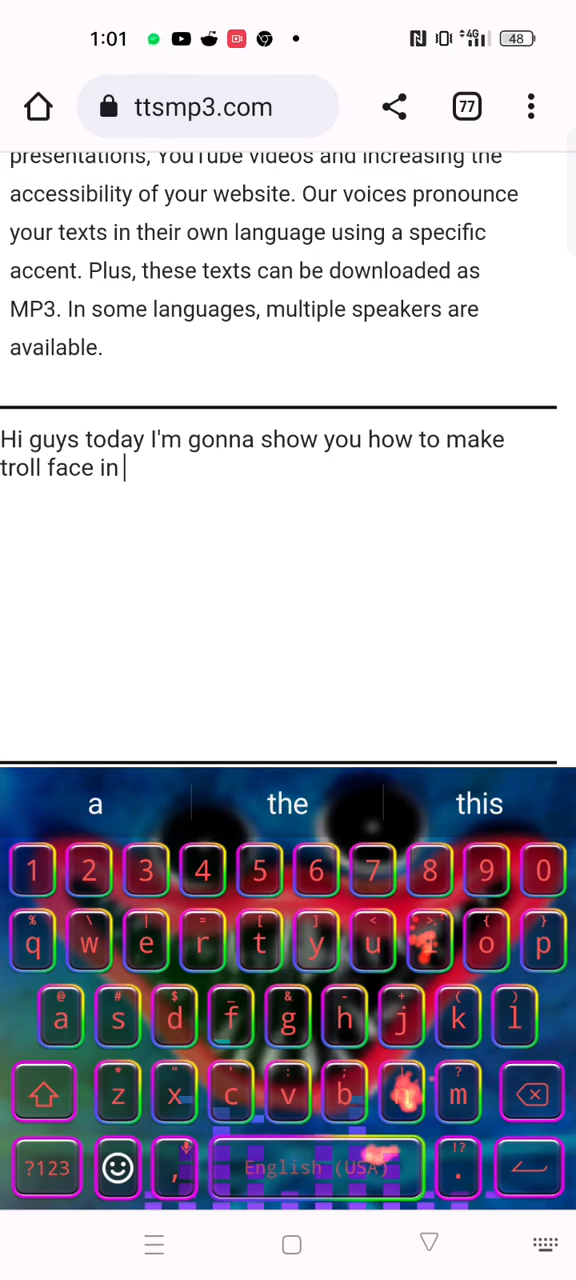 1:01
4G
48
ttsmp3.com
77
presentations, YouTube videos and increasing the
accessibility of your website. Our voices pronounce
your texts in their own language using a specific
accent. Plus, these texts can be downloaded as
MP3. In some languages, multiple speakers are
available.
Hi guys today I'm gonna show you how to make
troll face in
a the this
1 2 3 4 5 6 7 8 9 0
% \ | = [ ] < > { }
q w e r t y u i o p
@ # $ _ & - + ( )
a s d f g h j k l
* " ' : ; ! ?
z x c v b n m
!?
?123 , English (USA) .